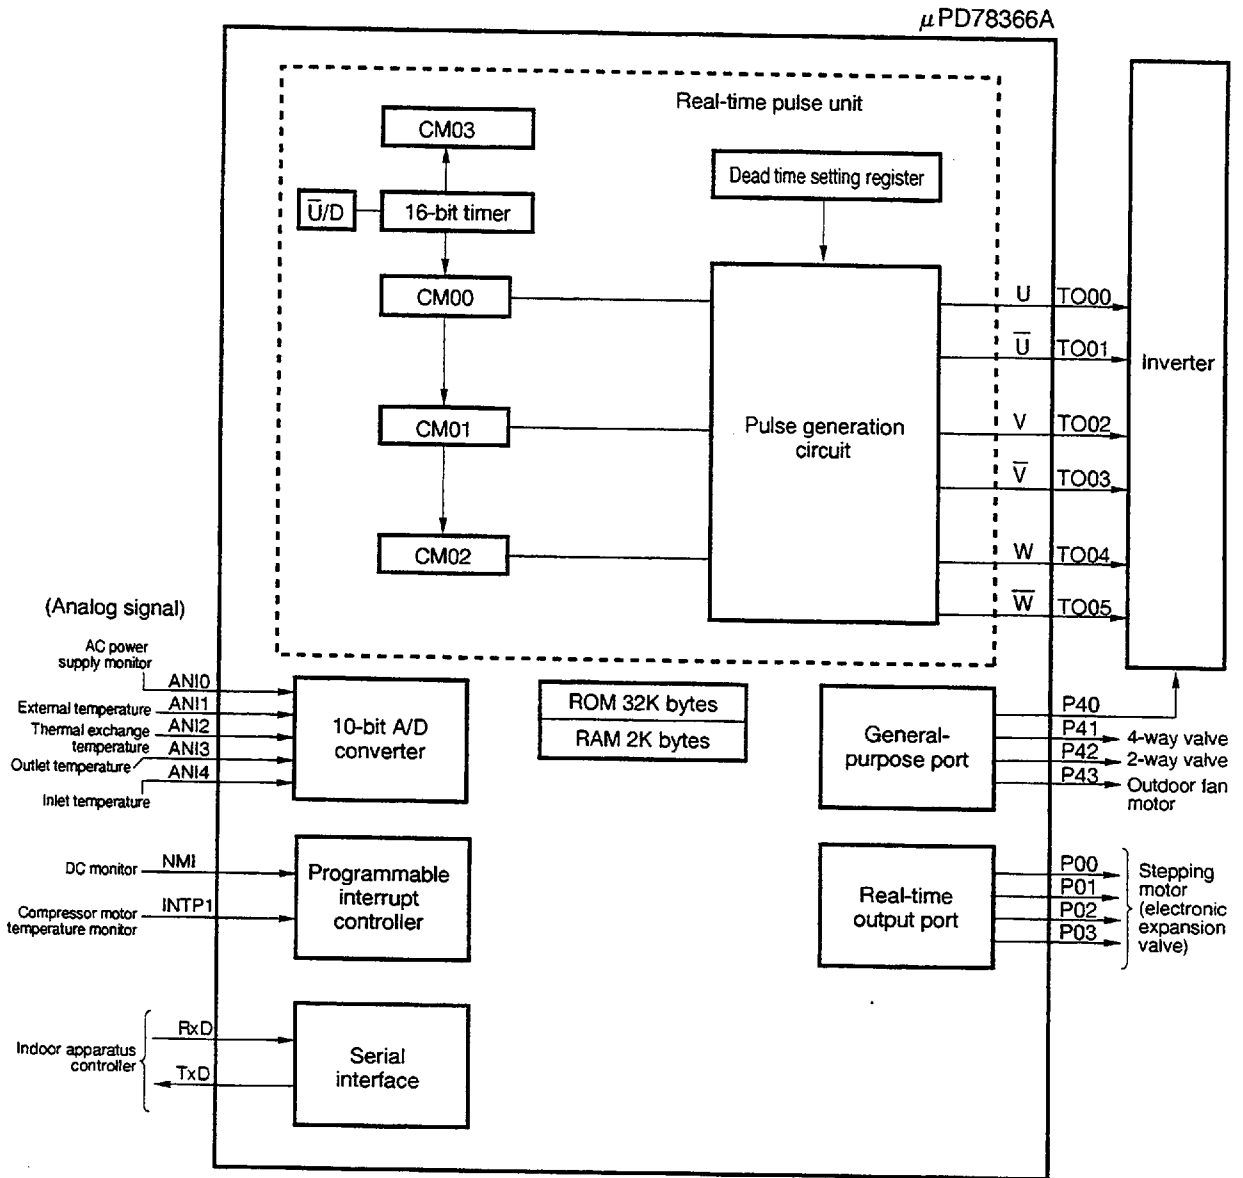 μPD78366A
Real-time pulse unit
CM03
Dead time setting register
U̅/D
16-bit timer
CM00
U
TO00
U̅
TO01
Inverter
CM01
Pulse generation
circuit
V
TO02
V̅
TO03
CM02
W
TO04
W̅
TO05
(Analog signal)
AC power
supply monitor
ANI0
External temperature
ANI1
Thermal exchange
temperature
ANI2
Outlet temperature
ANI3
Inlet temperature
ANI4
10-bit A/D
converter
ROM 32K bytes
RAM 2K bytes
General-
purpose port
P40
P41
4-way valve
P42
2-way valve
P43
Outdoor fan
motor
DC monitor
NMI
Compressor motor
temperature monitor
INTP1
Programmable
interrupt
controller
Real-time
output port
P00
P01
P02
P03
Stepping
motor
(electronic
expansion
valve)
Indoor apparatus
controller
RxD
TxD
Serial
interface